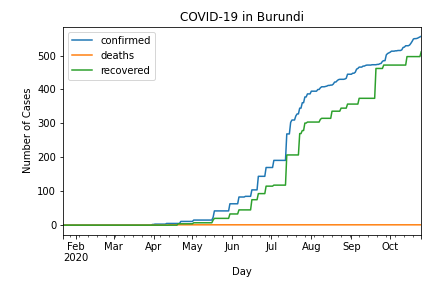 COVID-19 in Burundi
confirmed
deaths
recovered
Number of Cases
500
400
300
200
100
0
Feb Mar Apr May Jun Jul Aug Sep Oct
2020
Day